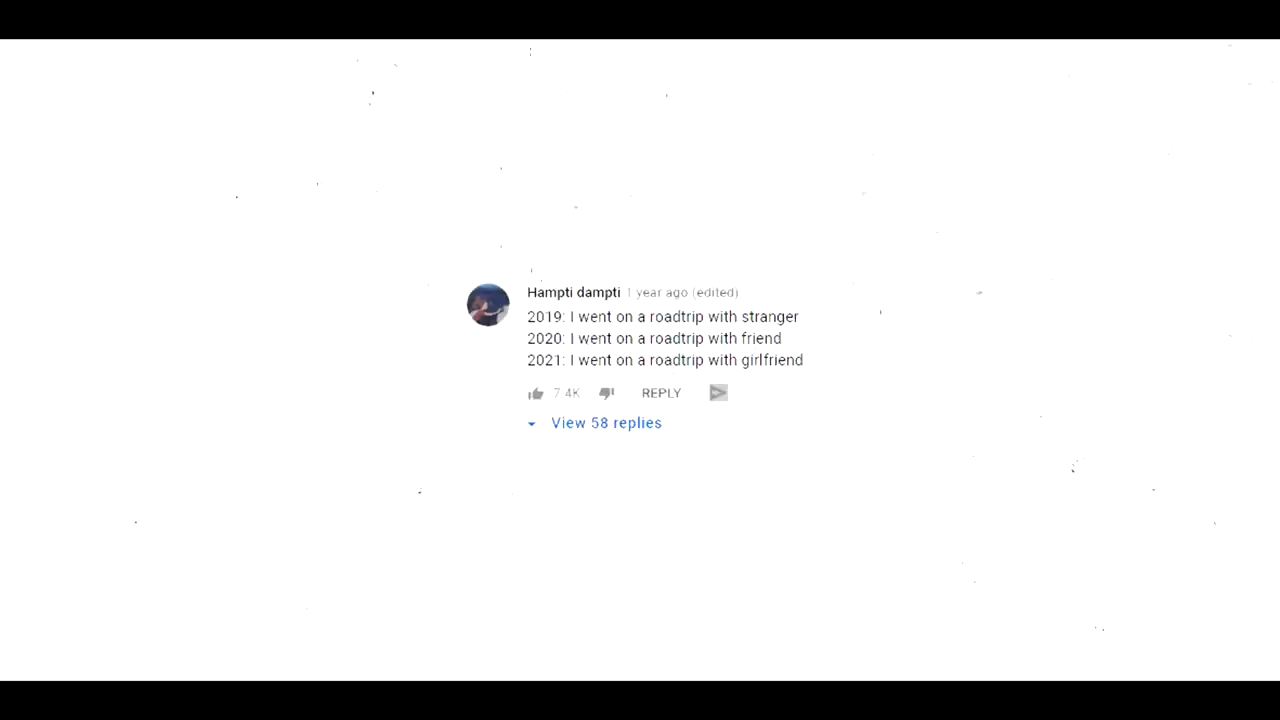 Hampti dampti 1 year ago (edited)
2019: I went on a roadtrip with stranger
2020: I went on a roadtrip with friend
2021: I went on a roadtrip with girlfriend
7.4K REPLY
View 58 replies